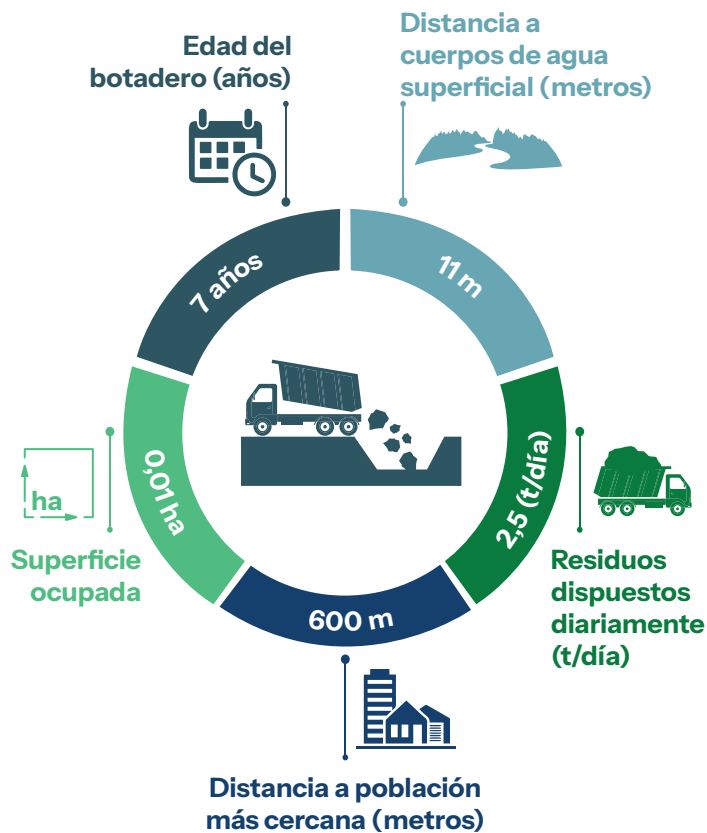 Edad del
botadero (años)
Distancia a
cuerpos de agua
superficial (metros)
7 años
11 m
0,01 ha
2,5 (t/día)
ha
Superficie
ocupada
Residuos
dispuestos
diariamente
(t/día)
600 m
Distancia a población
más cercana (metros)